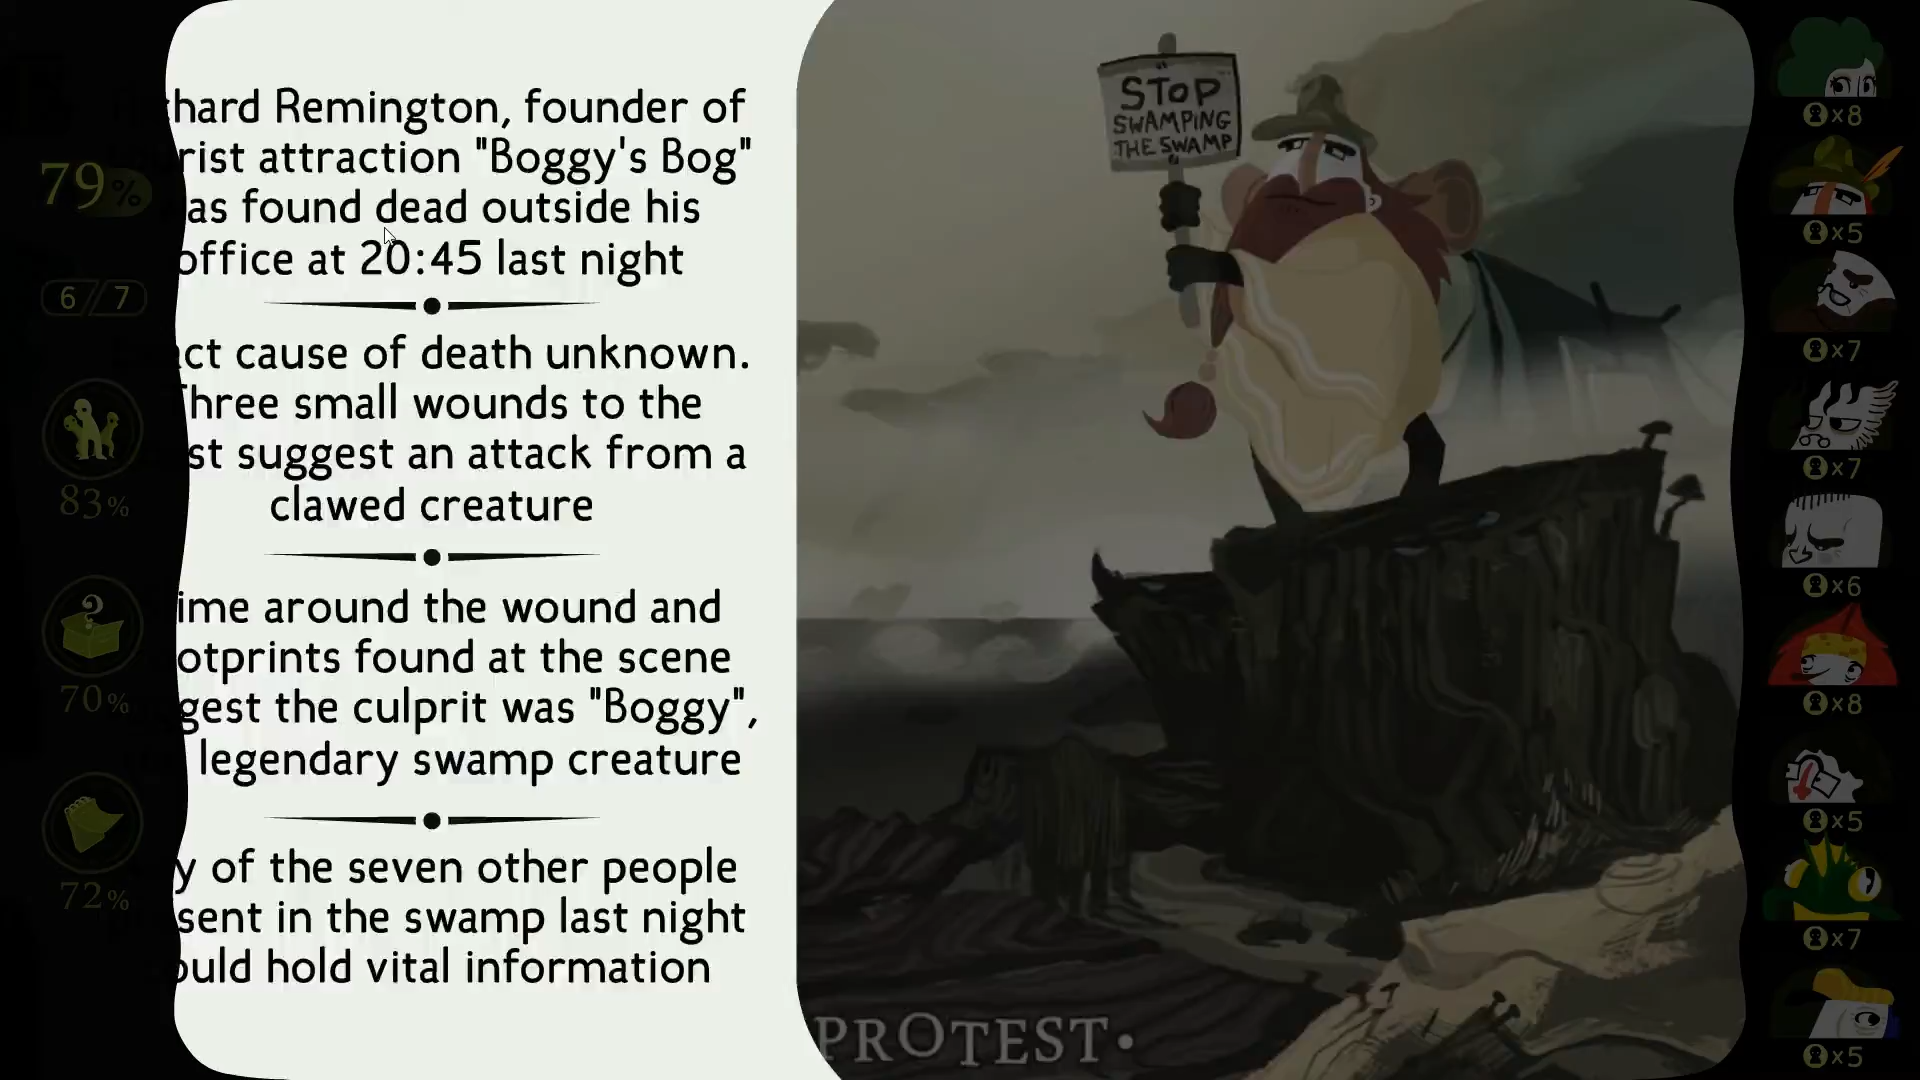 chard Remington, founder of
tourist attraction "Boggy's Bog"
was found dead outside his
office at 20:45 last night
act cause of death unknown.
Three small wounds to the
st suggest an attack from a
clawed creature
ime around the wound and
otprints found at the scene
gest the culprit was "Boggy",
legendary swamp creature
y of the seven other people
sent in the swamp last night
ould hold vital information
STOP
SWAMPING
THE SWAMP
PROTEST•
79%
6/7
83%
70%
72%
x8
x5
x7
x7
x6
x8
x5
x7
x5